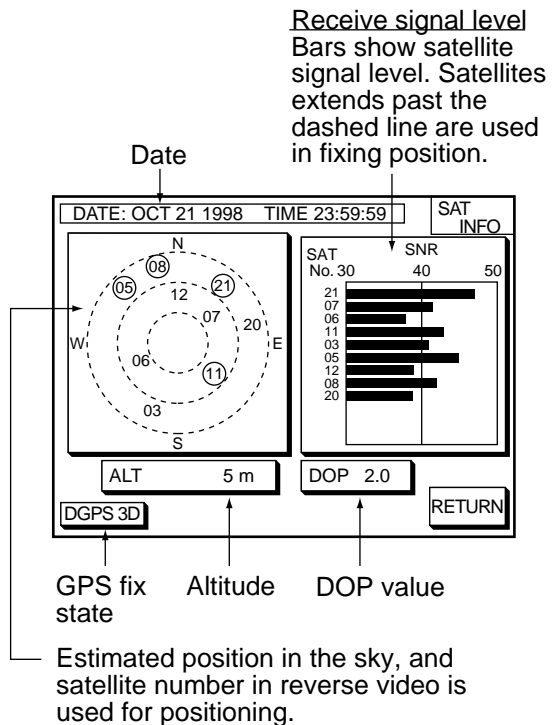 Receive signal level
Bars show satellite
signal level. Satellites
extends past the
dashed line are used
in fixing position.
Date
DATE: OCT 21 1998 TIME 23:59:59
SAT
INFO
N
08
05
21
12
07
20
W
E
06
11
03
S
SAT SNR
No. 30 40 50
21
07
06
11
03
05
12
08
20
ALT 5 m
DOP 2.0
DGPS 3D
RETURN
GPS fix
state
Altitude
DOP value
Estimated position in the sky, and
satellite number in reverse video is
used for positioning.